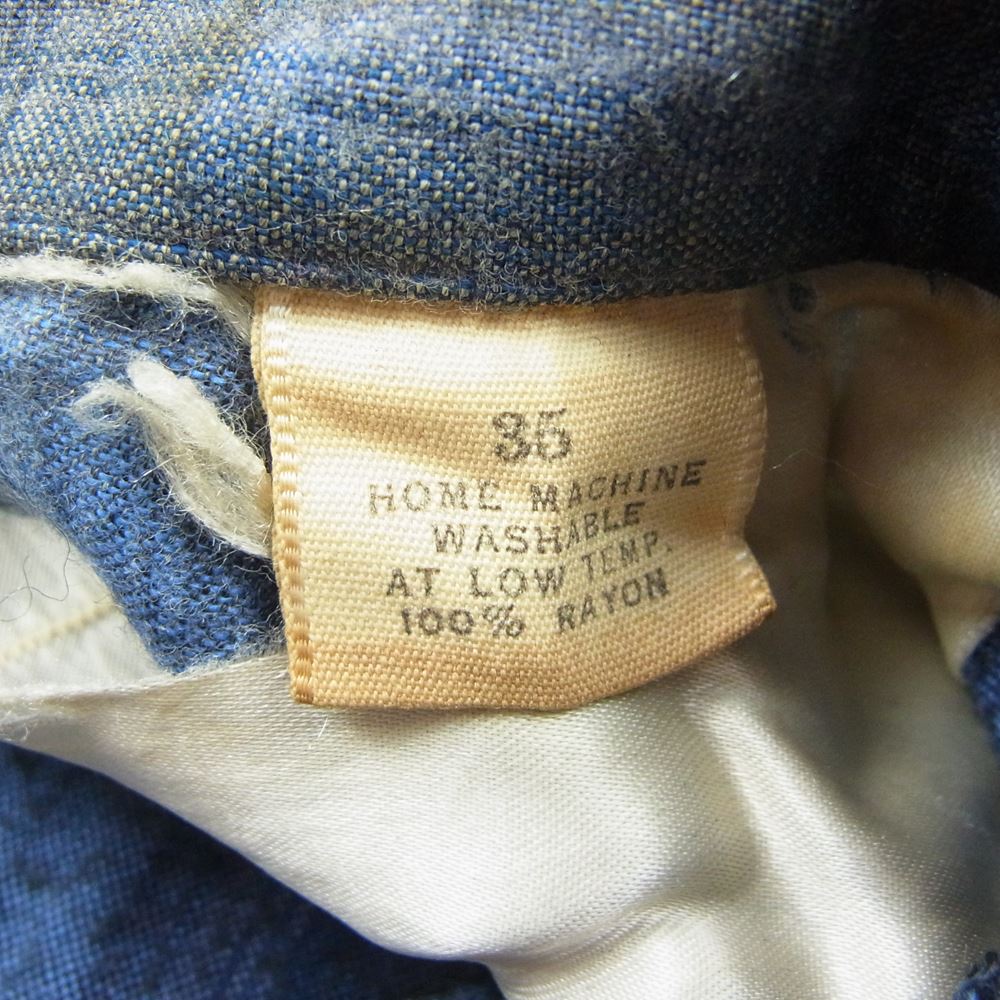 35
HOME MACHINE
WASHABLE
AT LOW TEMP.
100% RAYON